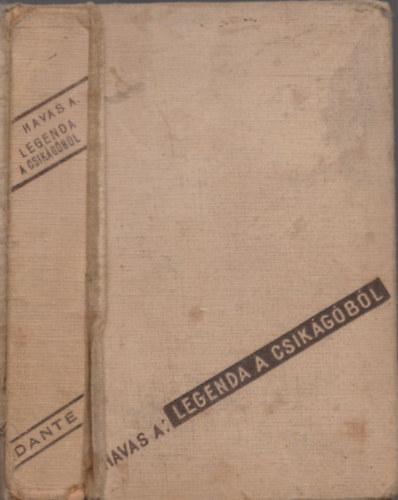 HAVAS A.
LEGENDA
A CSIKÁGÓBÓL
DANTE
HAVAS A.: LEGENDA A CSIKÁGÓBÓL